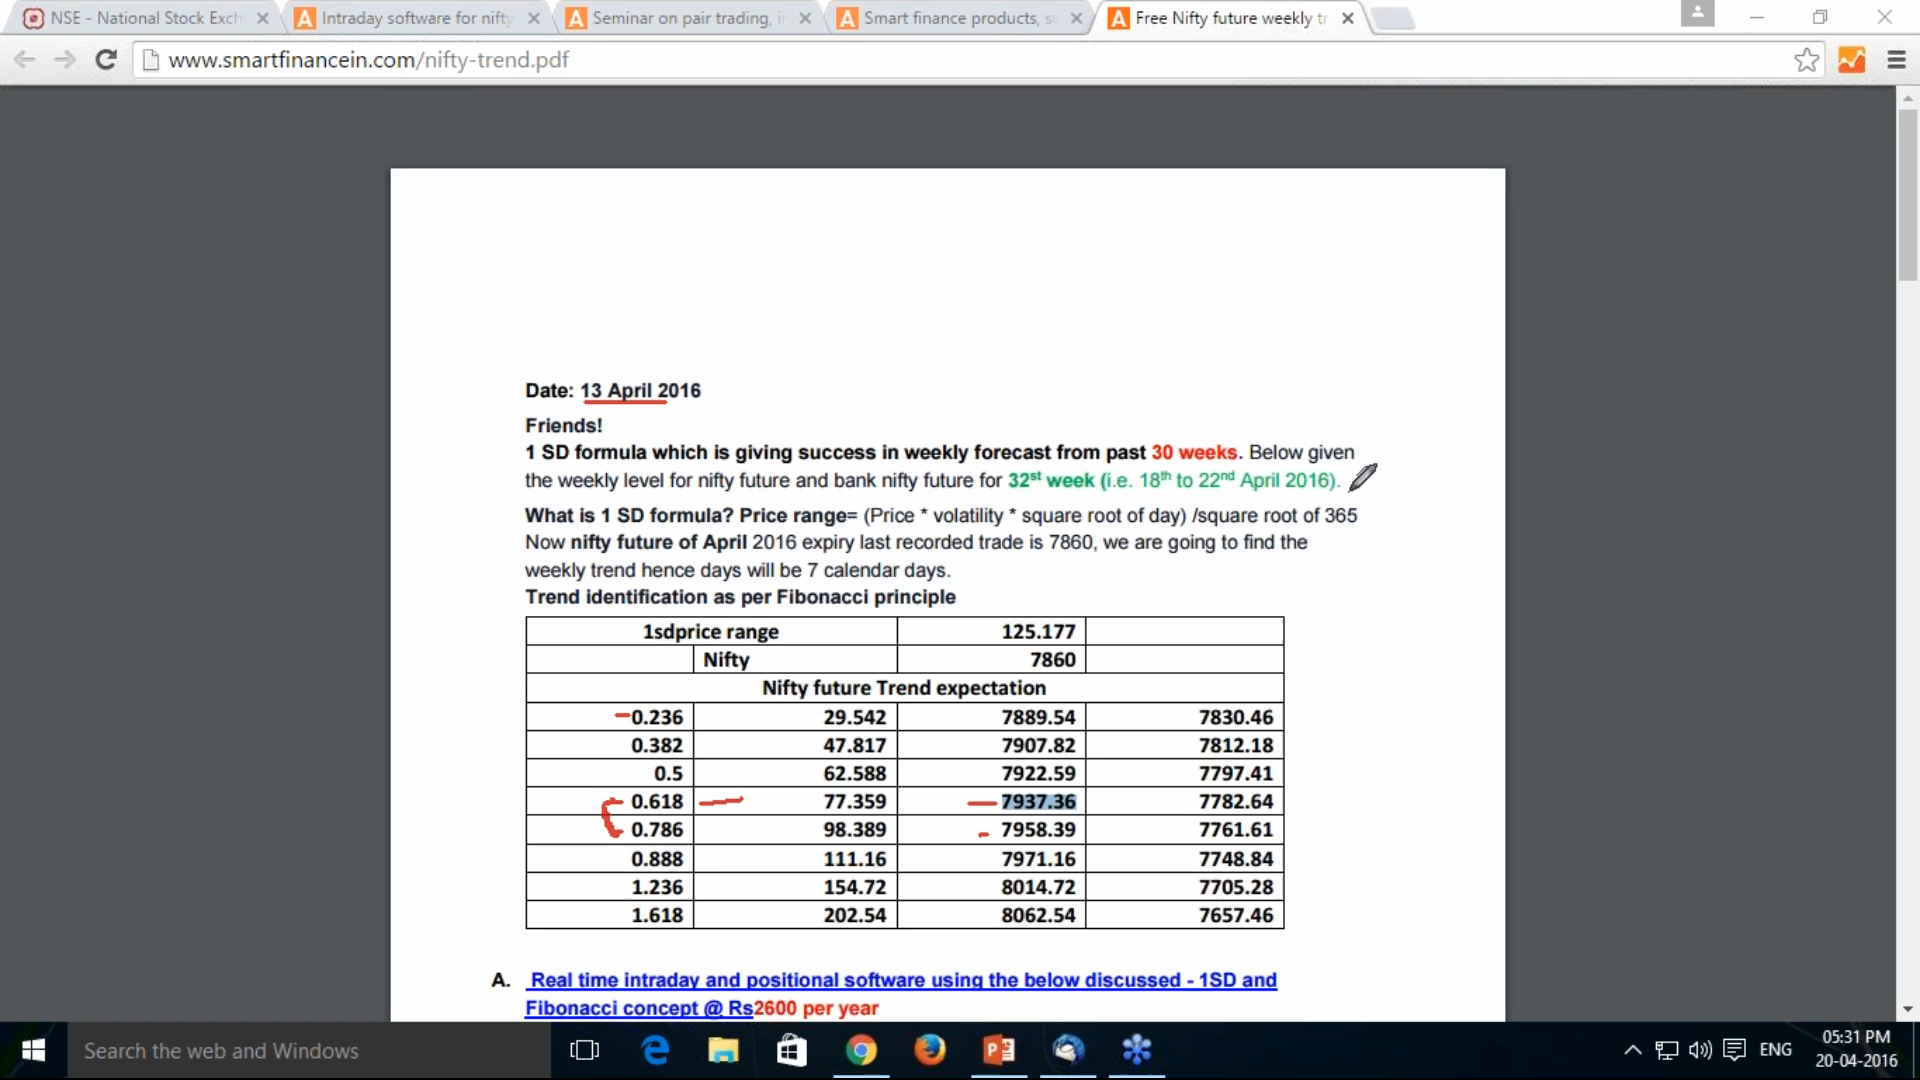 NSE - National Stock Exch
Intraday software for nifty
Seminar on pair trading, i
Smart finance products, s
Free Nifty future weekly tr
www.smartfinancein.com/nifty-trend.pdf
Date: 13 April 2016
Friends!
1 SD formula which is giving success in weekly forecast from past 30 weeks. Below given
the weekly level for nifty future and bank nifty future for 32st week (i.e. 18th to 22nd April 2016).
What is 1 SD formula? Price range= (Price * volatility * square root of day) /square root of 365
Now nifty future of April 2016 expiry last recorded trade is 7860, we are going to find the
weekly trend hence days will be 7 calendar days.
Trend identification as per Fibonacci principle
1sdprice range 125.177
Nifty 7860
Nifty future Trend expectation
0.236 29.542 7889.54 7830.46
0.382 47.817 7907.82 7812.18
0.5 62.588 7922.59 7797.41
0.618 77.359 7937.36 7782.64
0.786 98.389 7958.39 7761.61
0.888 111.16 7971.16 7748.84
1.236 154.72 8014.72 7705.28
1.618 202.54 8062.54 7657.46
A. Real time intraday and positional software using the below discussed - 1SD and
Fibonacci concept @ Rs2600 per year
Search the web and Windows
ENG
05:31 PM
20-04-2016